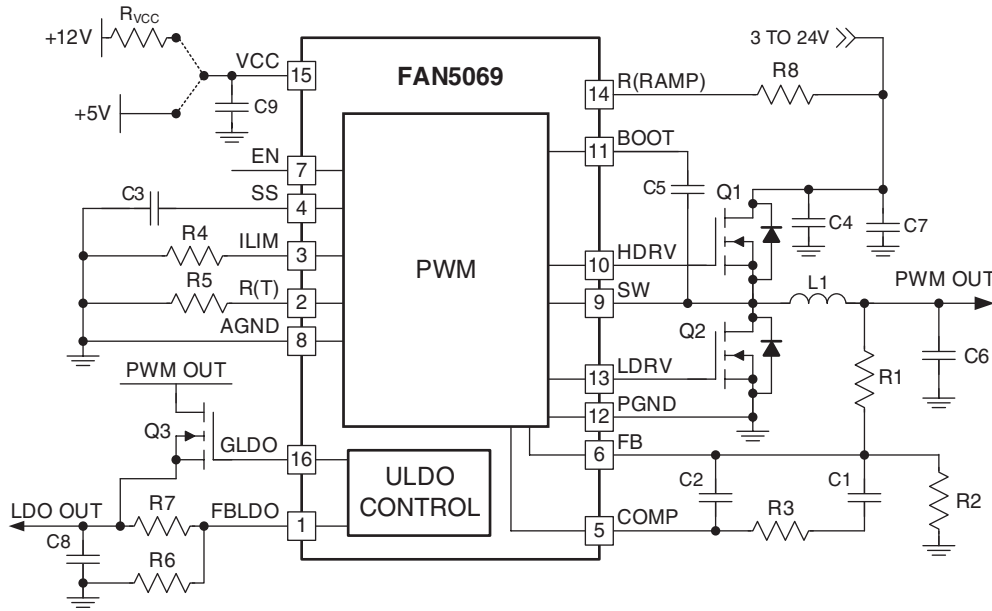 RVCC
+12V
+5V
VCC
15
C9
FAN5069
3 TO 24V
14
R(RAMP)
R8
11
BOOT
EN
7
C3
SS
4
R4
ILIM
3
R5
R(T)
2
AGND
8
PWM
C5
Q1
C4
C7
10
HDRV
9
SW
L1
PWM OUT
Q2
13
LDRV
12
PGND
R1
C6
PWM OUT
Q3
GLDO
16
ULDO
CONTROL
6
FB
C2
C1
R2
5
COMP
R3
LDO OUT
R7
FBLDO
1
C8
R6